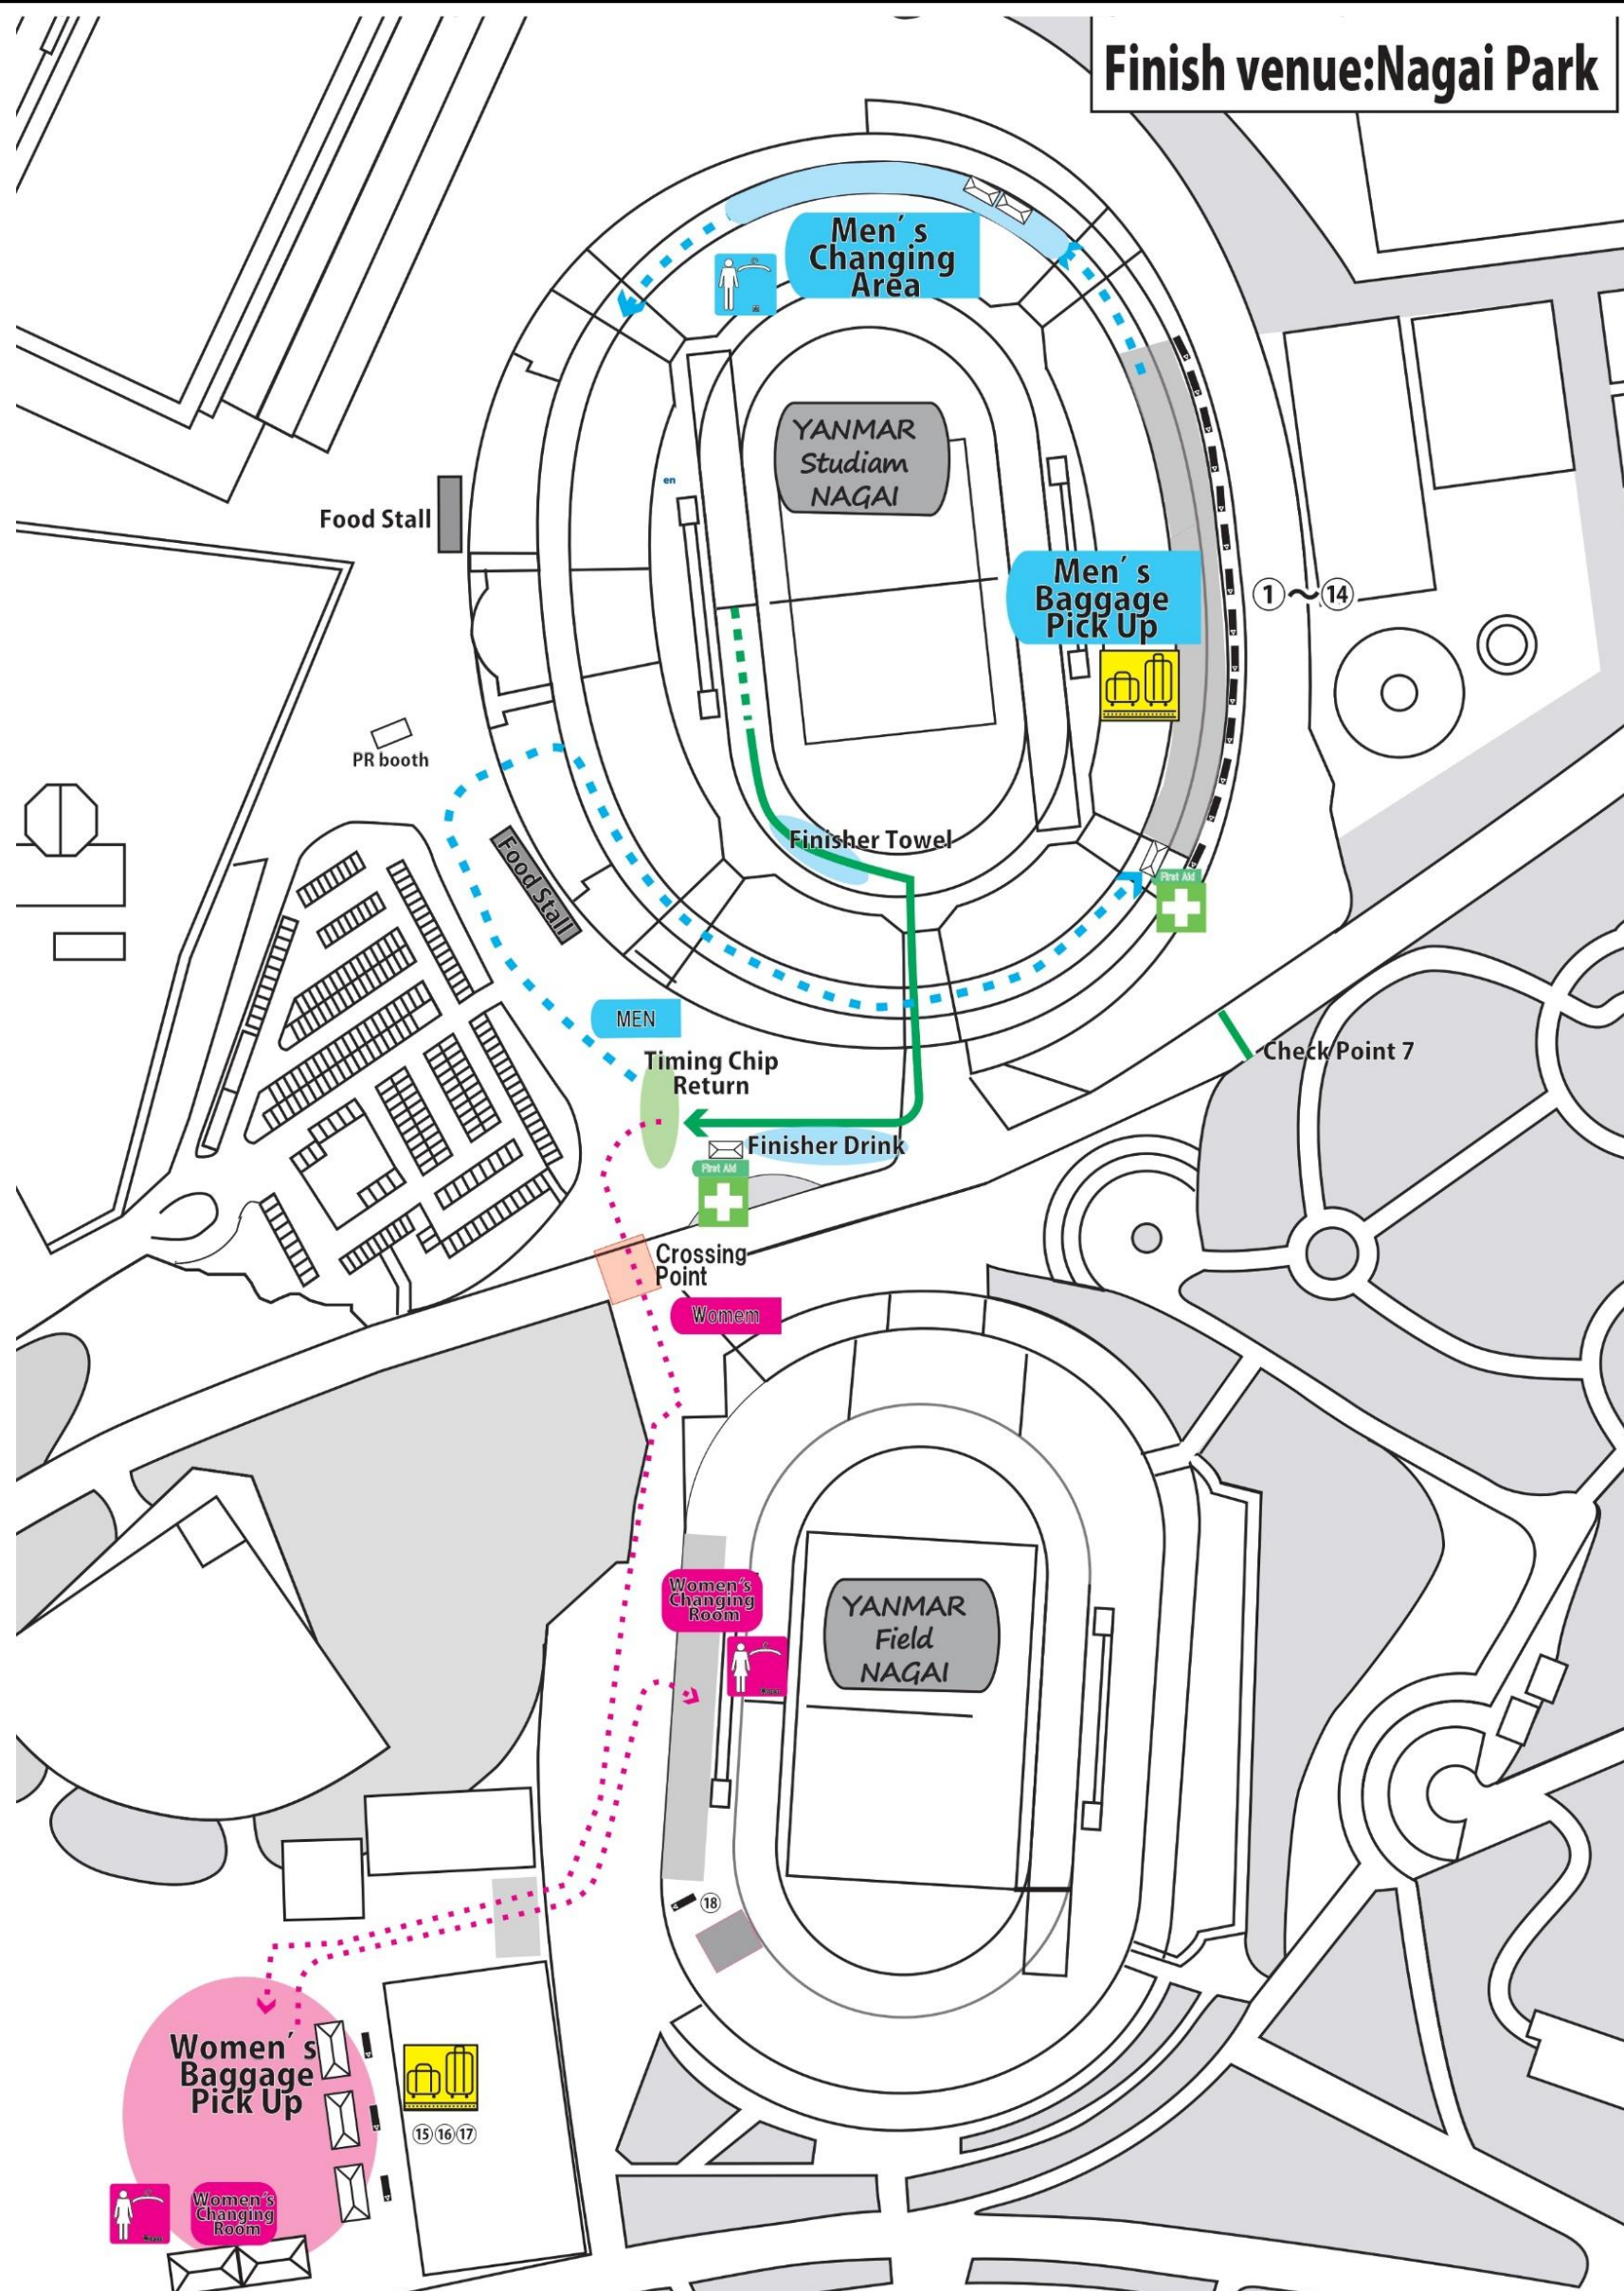 Finish venue:Nagai Park
Men's
Changing
Area
YANMAR
Studiam
NAGAI
en
Food Stall
Men's
Baggage
Pick Up
①〜⑭
PR booth
Finisher Towel
Food Stall
First Aid
MEN
Timing Chip
Return
Check Point 7
Finisher Drink
First Aid
Crossing
Point
Womem
Women's
Changing
Room
YANMAR
Field
NAGAI
⑱
Women's
Baggage
Pick Up
⑮⑯⑰
Women's
Changing
Room